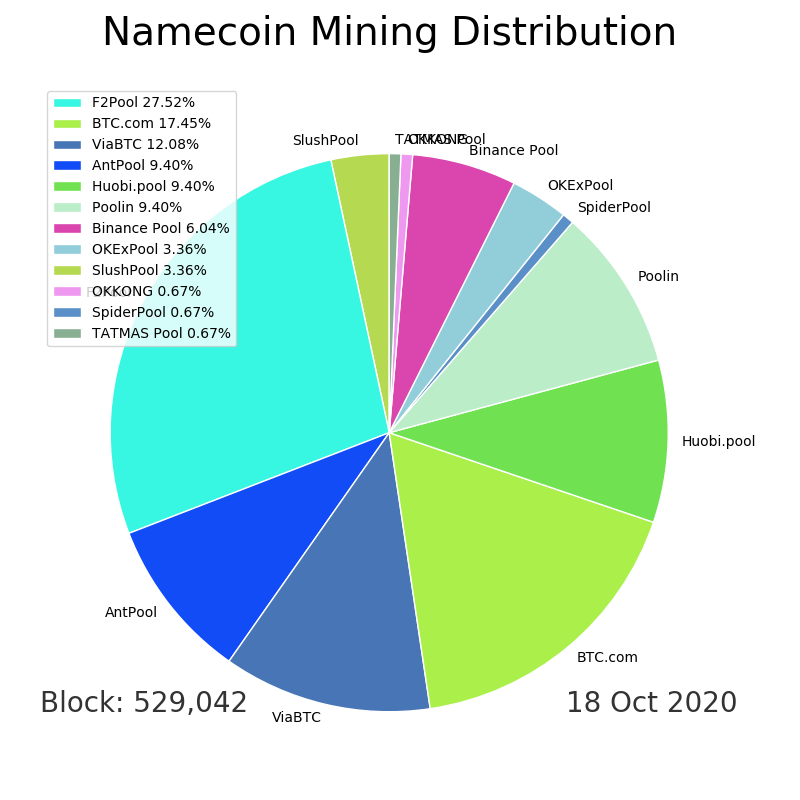 Namecoin Mining Distribution
F2Pool 27.52%
BTC.com 17.45%
ViaBTC 12.08%
AntPool 9.40%
Huobi.pool 9.40%
Poolin 9.40%
Binance Pool 6.04%
OKExPool 3.36%
SlushPool 3.36%
OKKONG 0.67%
SpiderPool 0.67%
TATMAS Pool 0.67%
SlushPool
TATMAS Pool
OKKONG
Binance Pool
OKExPool
SpiderPool
Poolin
Huobi.pool
BTC.com
ViaBTC
AntPool
Block: 529,042
18 Oct 2020